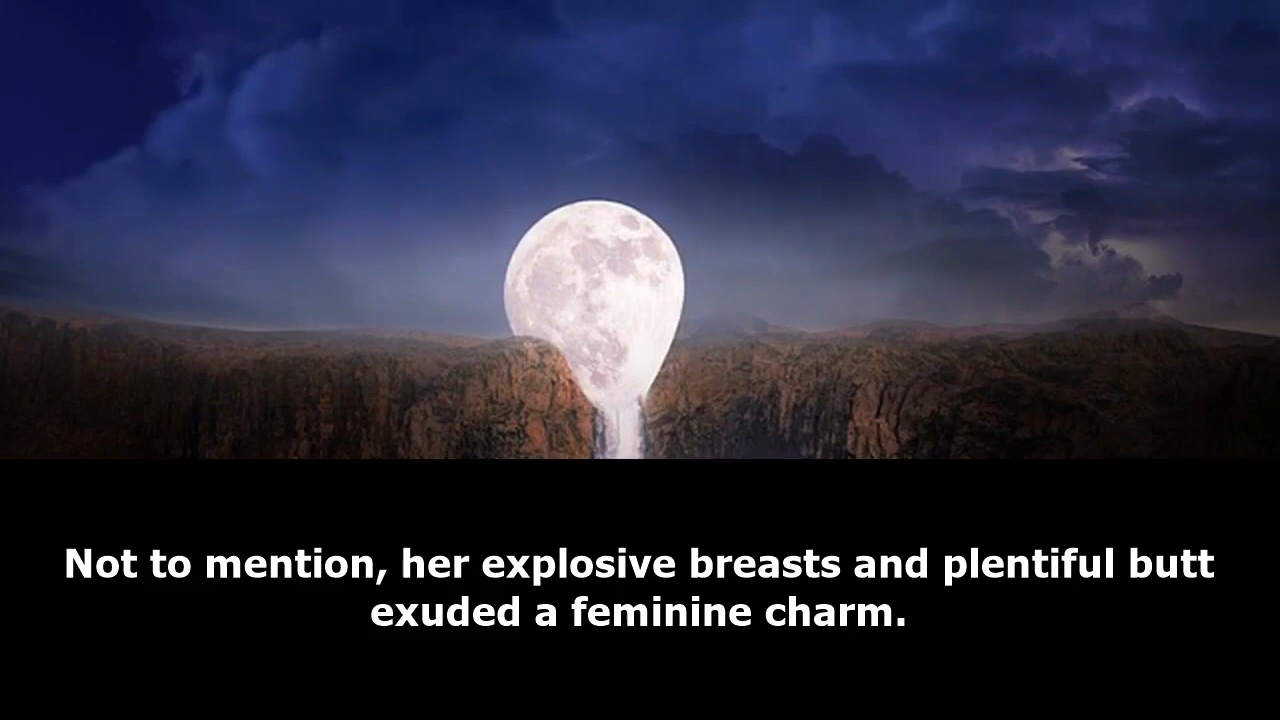 Not to mention, her explosive breasts and plentiful butt
exuded a feminine charm.